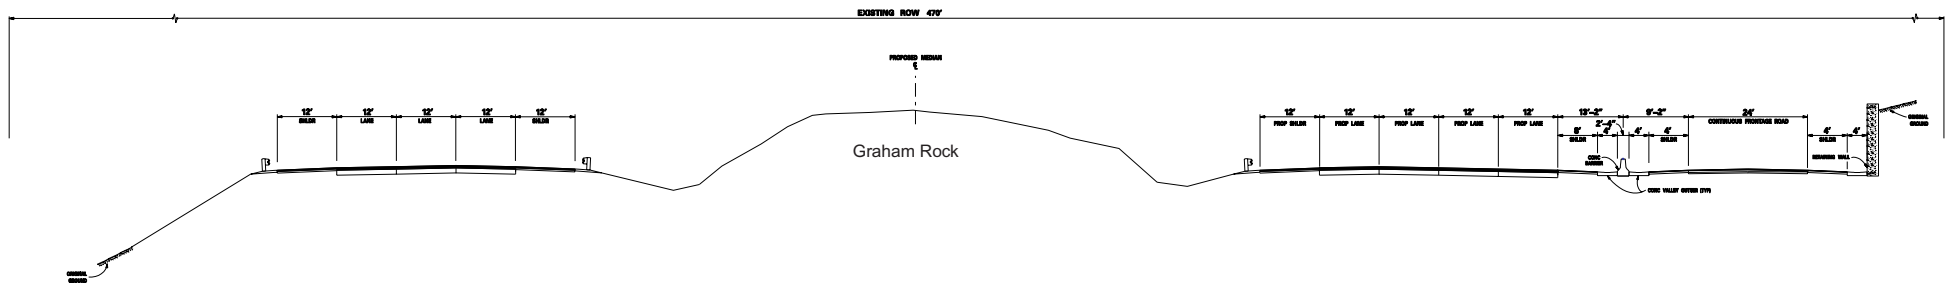 EXISTING ROW 470'
PROPOSED MEDIAN
℄
12' 12' 12' 12' 12'
SHLDR LANE LANE LANE SHLDR
Graham Rock
12' 12' 12' 12' 12' 13'-2" 9'-2" 24'
PROP SHLDR PROP LANE PROP LANE PROP LANE PROP LANE CONTINUOUS FRONTAGE ROAD
2'-4"
8' 4' 4' 4' 4' 4'
SHLDR SHLDR SHLDR
CONC
BARRIER
RETAINING WALL
CONC VALLEY GUTTER (TYP)
ORIGINAL
GROUND
ORIGINAL
GROUND